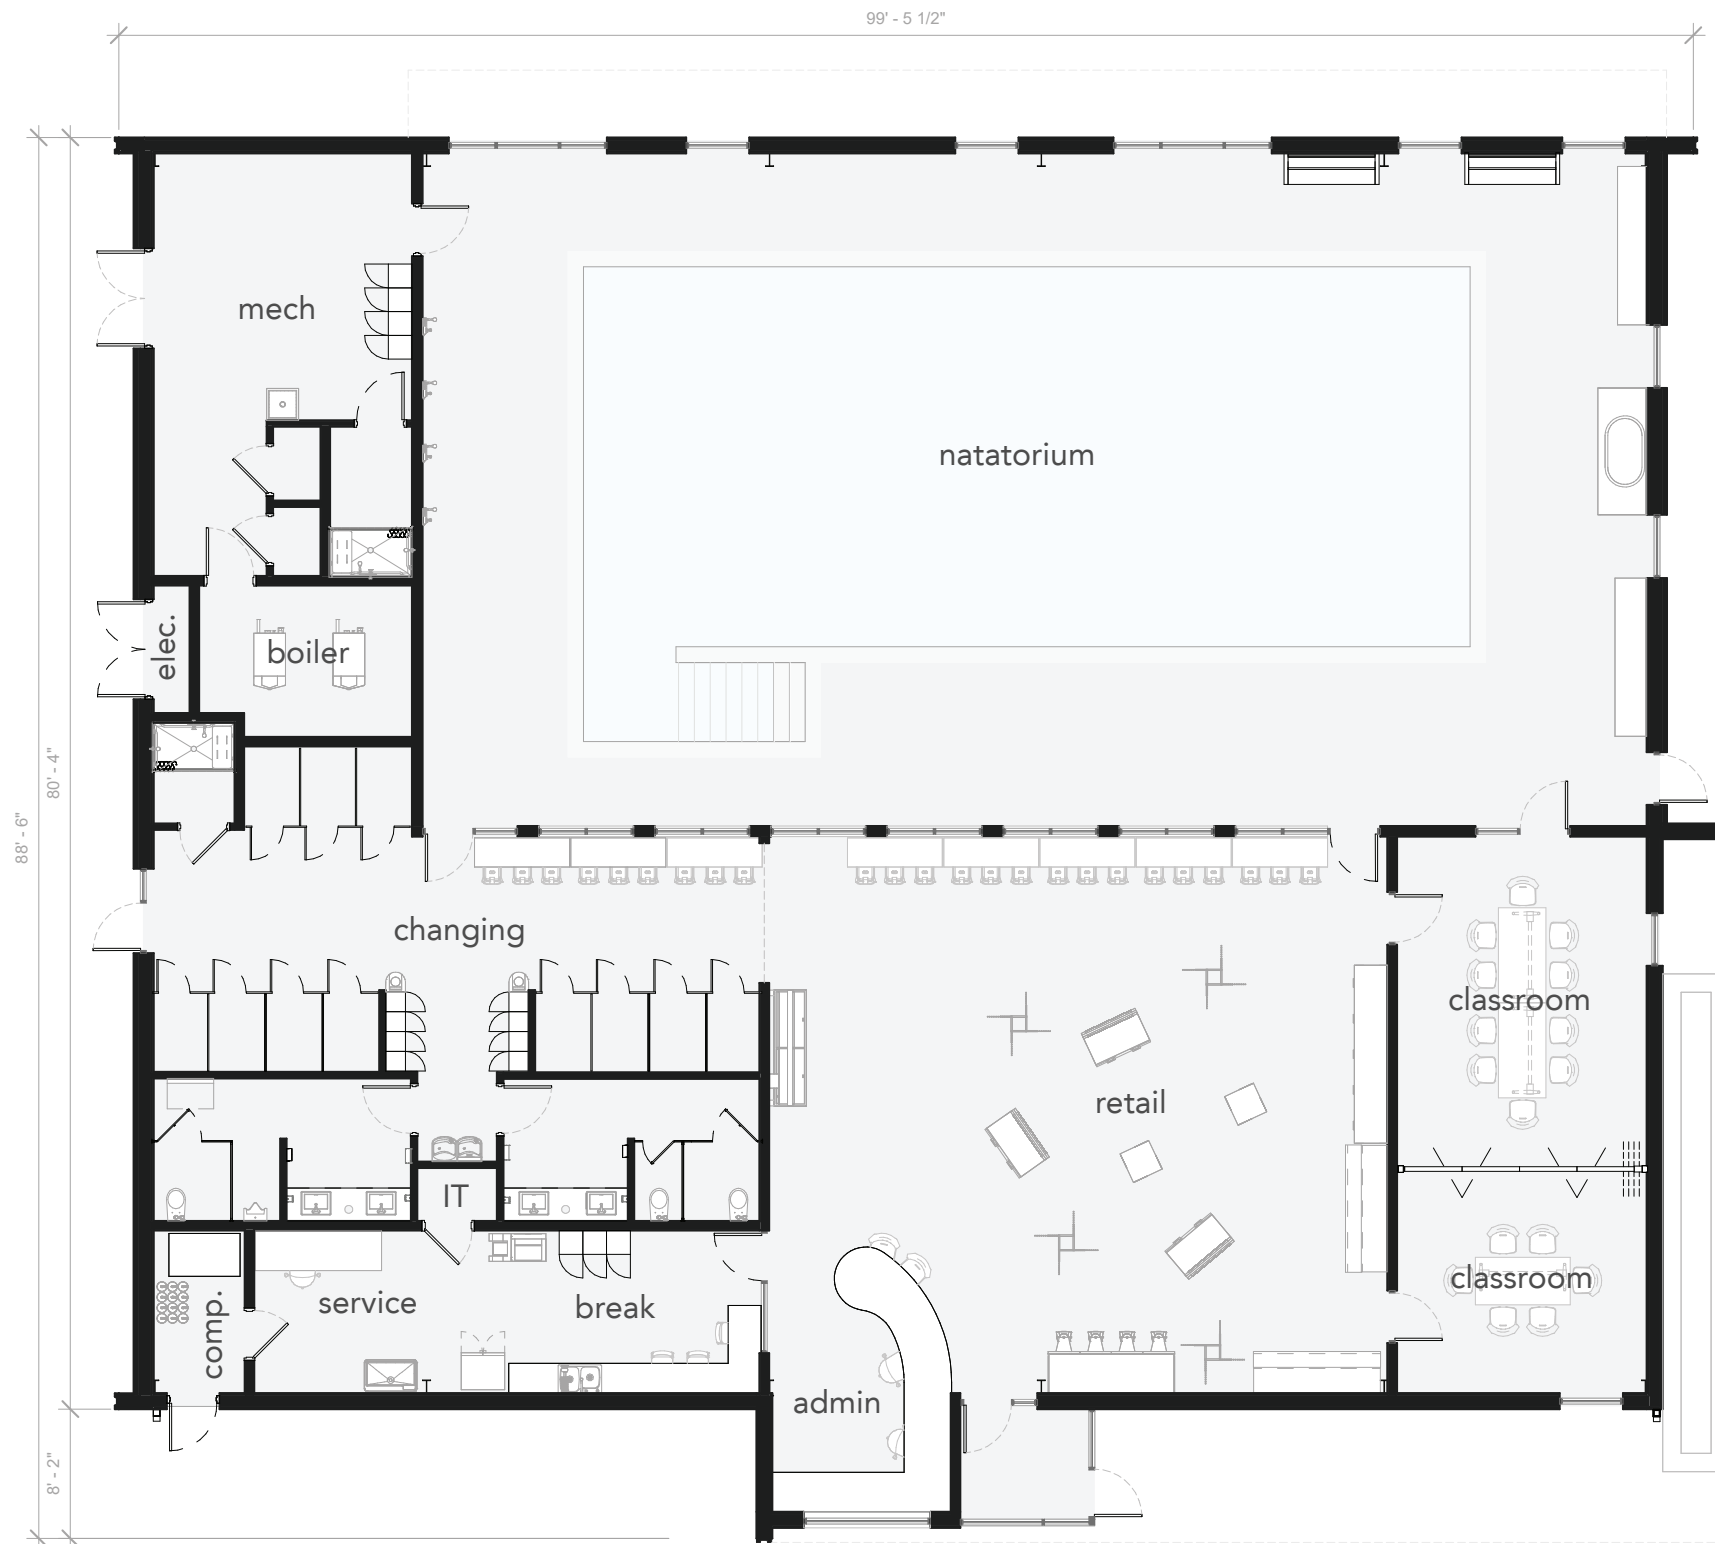 99' - 5 1/2"
mech
natatorium
elec.
boiler
80' - 4"
88' - 6"
changing
classroom
retail
IT
classroom
service
break
comp.
admin
8' - 2"